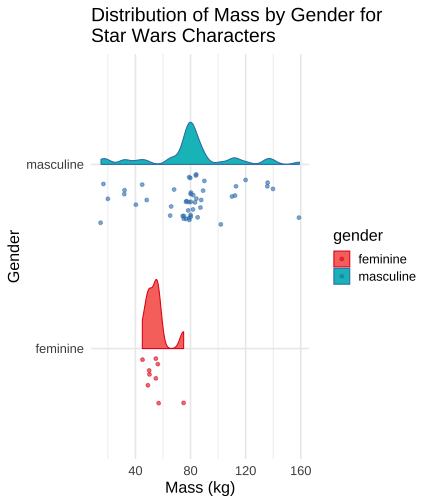 Distribution of Mass by Gender for
Star Wars Characters
masculine
feminine
Gender
40 80 120 160
Mass (kg)
gender
feminine
masculine